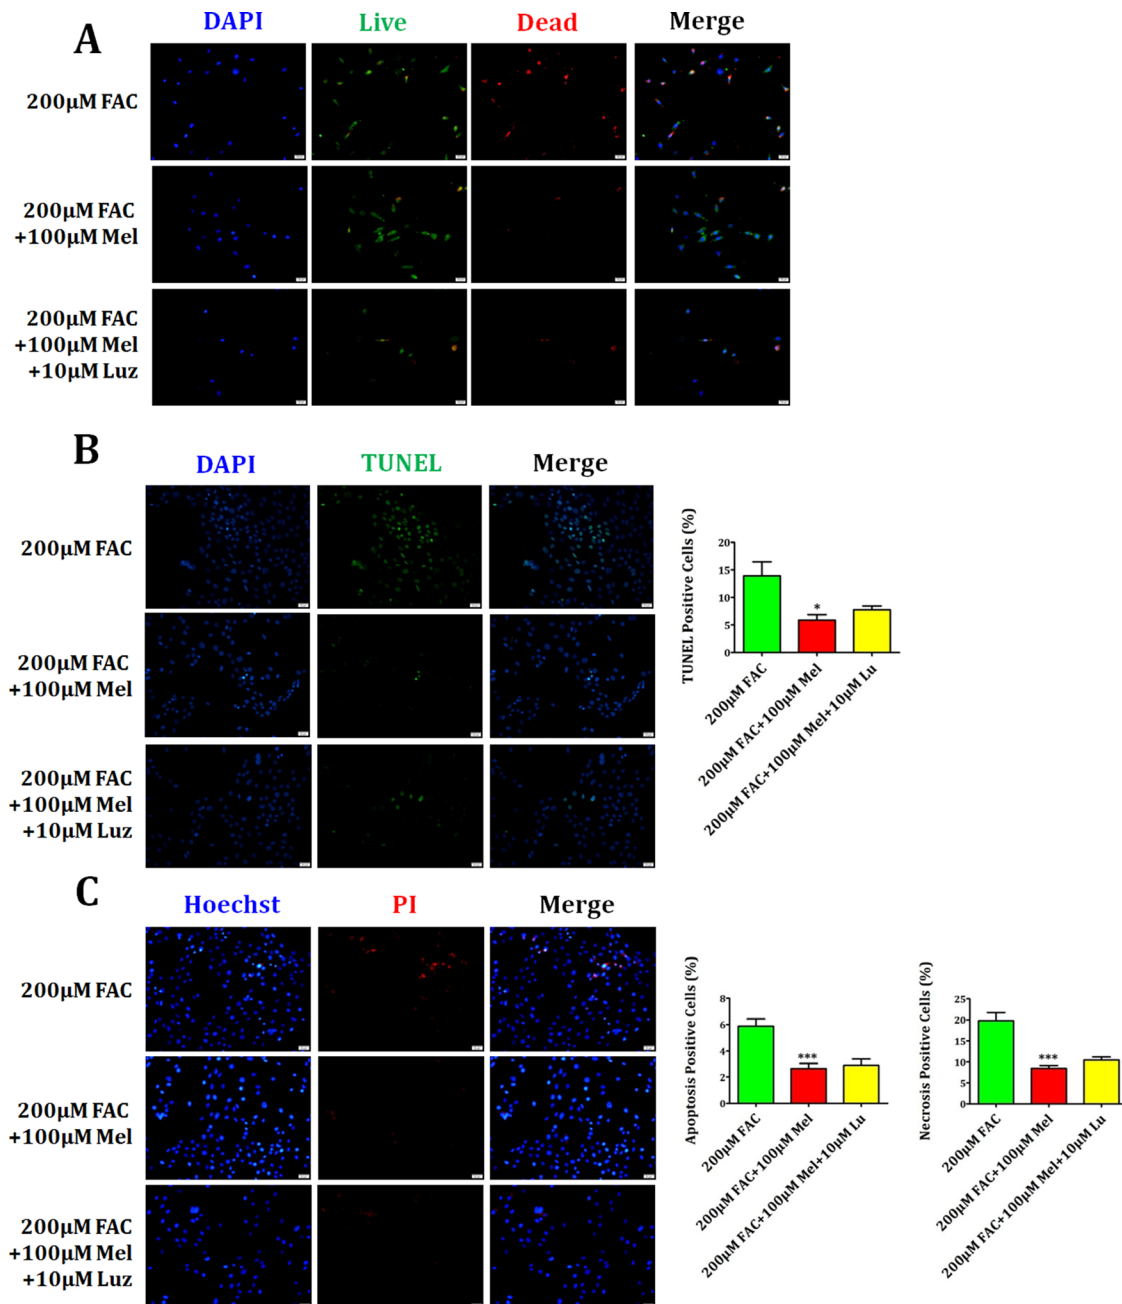 A
DAPI Live Dead Merge
200μM FAC
200μM FAC
+100μM Mel
200μM FAC
+100μM Mel
+10μM Luz
B
DAPI TUNEL Merge
200μM FAC
200μM FAC
+100μM Mel
200μM FAC
+100μM Mel
+10μM Luz
TUNEL Positive Cells (%)
20
15
10
5
0
*
200μM FAC
200μM FAC+100μM Mel
200μM FAC+100μM Mel+10μM Lu
C
Hoechst PI Merge
200μM FAC
200μM FAC
+100μM Mel
200μM FAC
+100μM Mel
+10μM Luz
Apoptosis Positive Cells (%)
8
6
4
2
0
***
200μM FAC
200μM FAC+100μM Mel
200μM FAC+100μM Mel+10μM Lu
Necrosis Positive Cells (%)
25
20
15
10
5
0
***
200μM FAC
200μM FAC+100μM Mel
200μM FAC+100μM Mel+10μM Lu